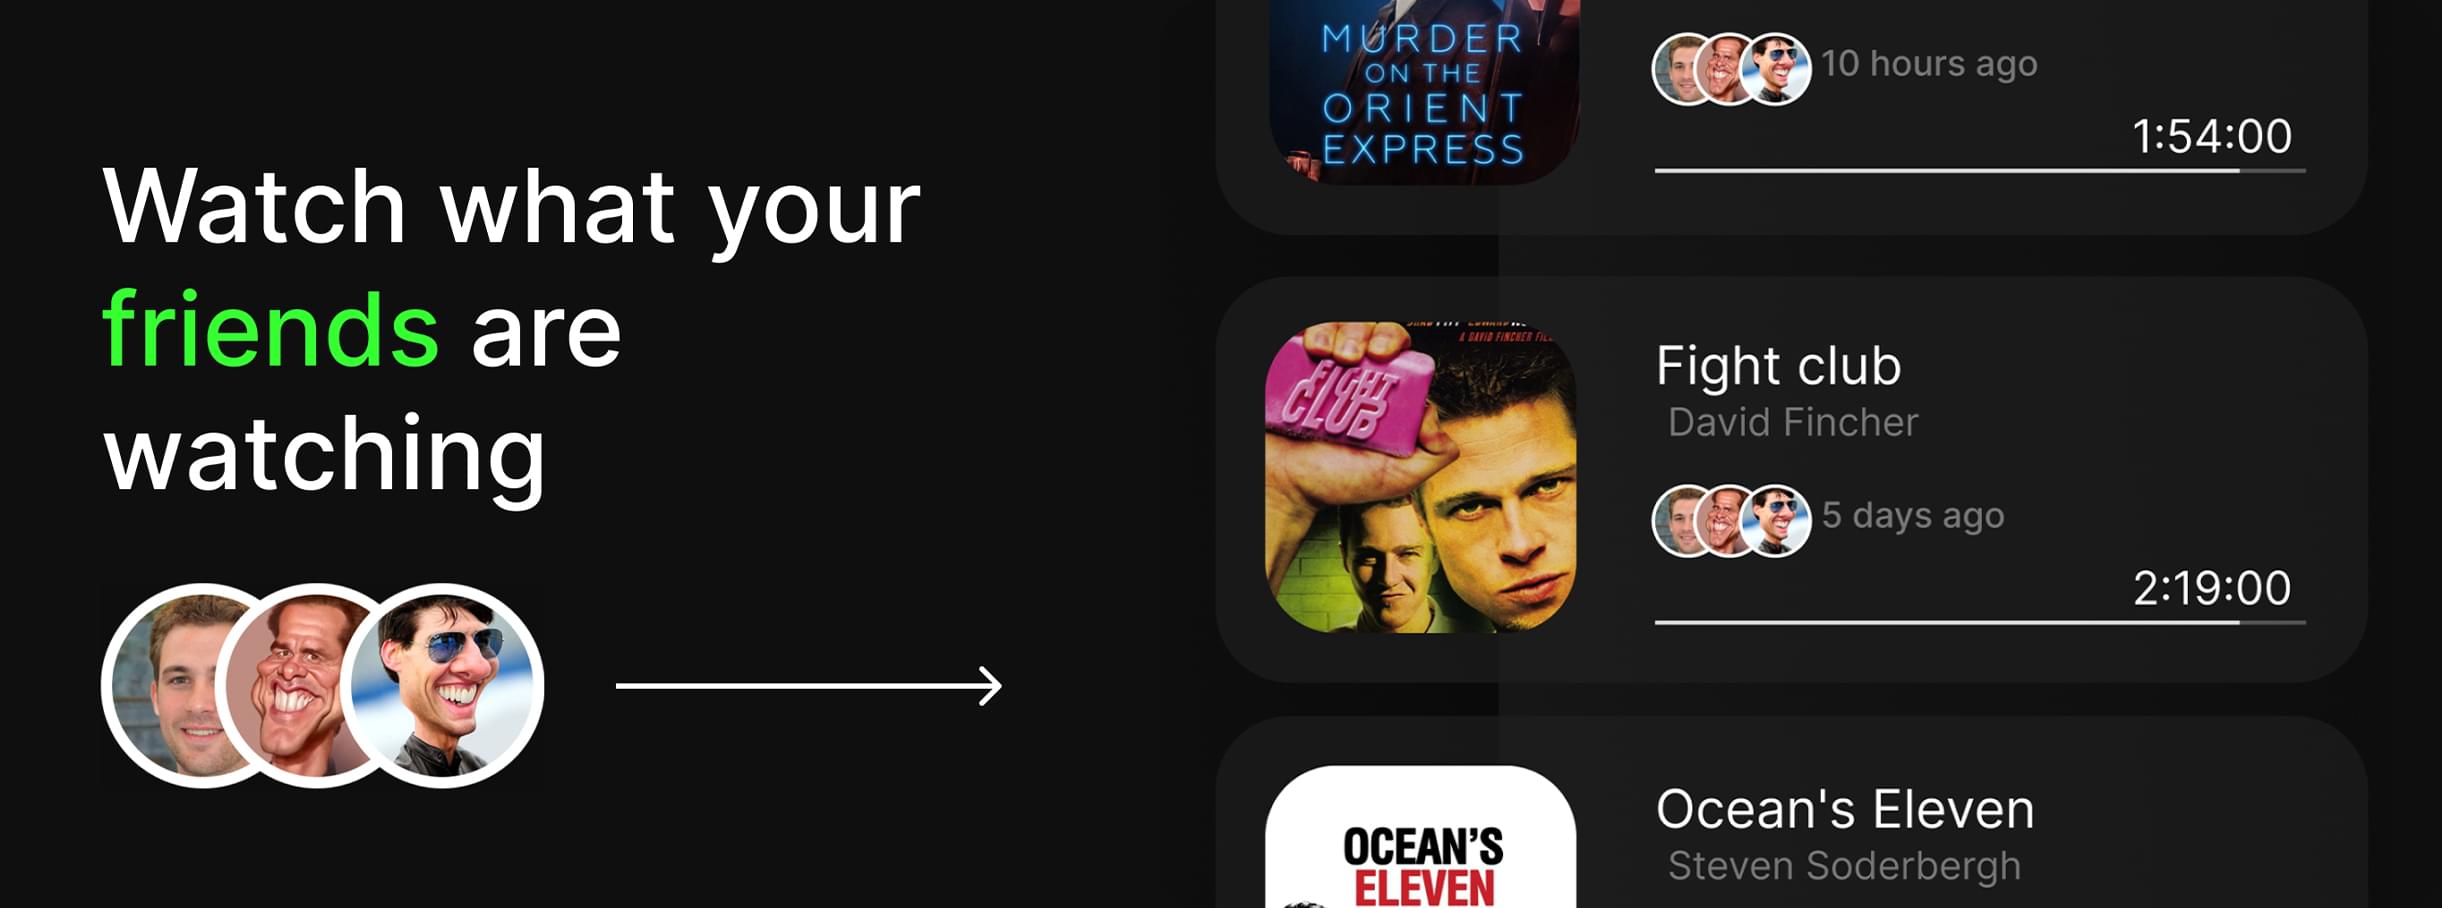 Watch what your
friends are
watching
MURDER
ON THE
ORIENT
EXPRESS
10 hours ago
1:54:00
A DAVID FINCHER
FIGHT
CLUB
Fight club
David Fincher
5 days ago
2:19:00
OCEAN'S
ELEVEN
Ocean's Eleven
Steven Soderbergh